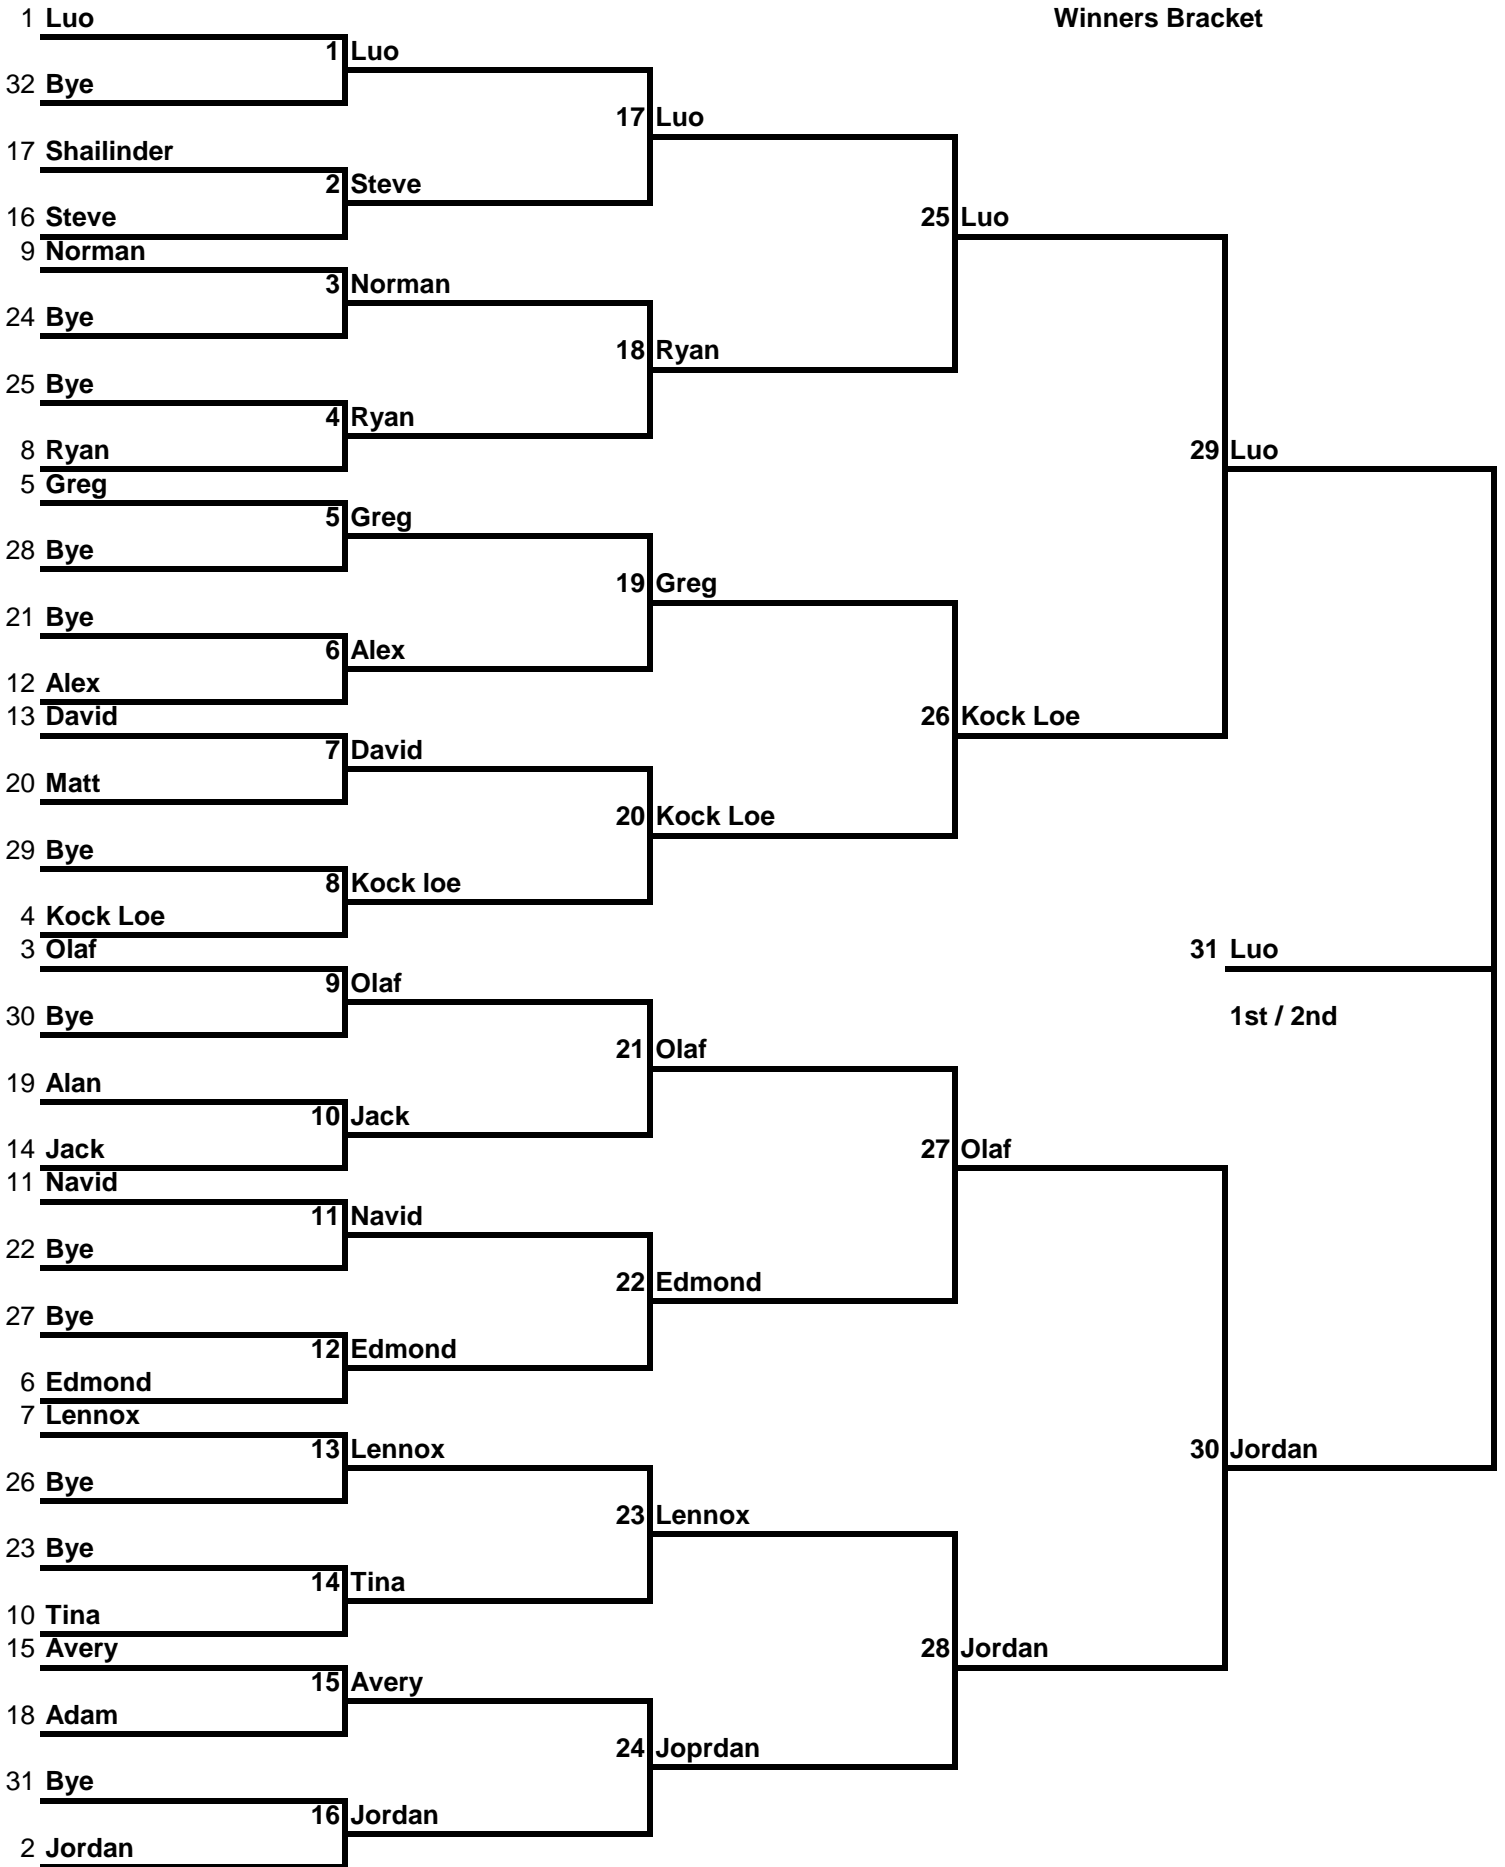 Winners Bracket
1 Luo
1 Luo
32 Bye
17 Luo
17 Shailinder
2 Steve
16 Steve
25 Luo
9 Norman
3 Norman
24 Bye
18 Ryan
25 Bye
4 Ryan
8 Ryan
29 Luo
5 Greg
5 Greg
28 Bye
19 Greg
21 Bye
6 Alex
12 Alex
13 David
26 Kock Loe
7 David
20 Matt
20 Kock Loe
29 Bye
8 Kock loe
4 Kock Loe
3 Olaf
31 Luo
9 Olaf
30 Bye
1st / 2nd
21 Olaf
19 Alan
10 Jack
14 Jack
27 Olaf
11 Navid
11 Navid
22 Bye
22 Edmond
27 Bye
12 Edmond
6 Edmond
7 Lennox
13 Lennox
30 Jordan
26 Bye
23 Lennox
23 Bye
14 Tina
10 Tina
15 Avery
28 Jordan
15 Avery
18 Adam
24 Joprdan
31 Bye
16 Jordan
2 Jordan